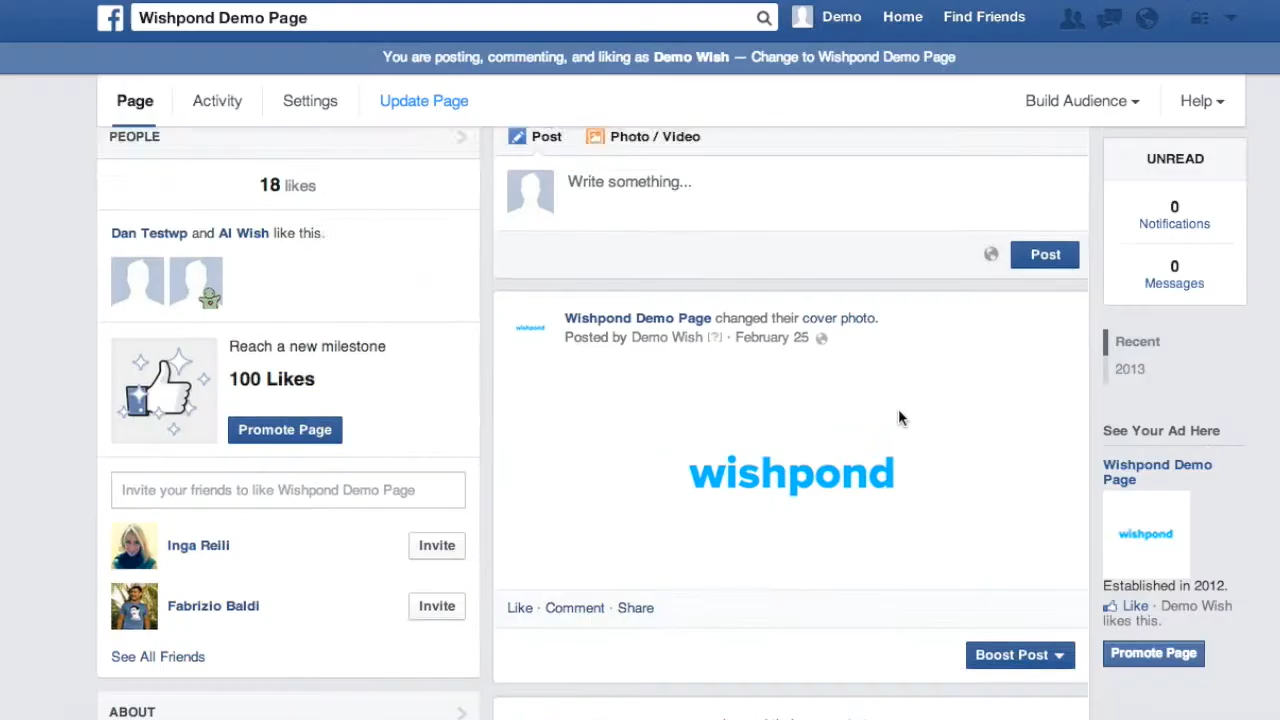 Wishpond Demo Page
Demo
Home
Find Friends
You are posting, commenting, and liking as Demo Wish — Change to Wishpond Demo Page
Page
Activity
Settings
Update Page
Build Audience
Help
PEOPLE
18 likes
Dan Testwp and Al Wish like this.
Reach a new milestone
100 Likes
Promote Page
Invite your friends to like Wishpond Demo Page
Inga Reili
Invite
Fabrizio Baldi
Invite
See All Friends
ABOUT
Post
Photo / Video
Write something...
Post
wishpond
Wishpond Demo Page changed their cover photo.
Posted by Demo Wish [?] · February 25
wishpond
Like · Comment · Share
Boost Post
UNREAD
0
Notifications
0
Messages
Recent
2013
See Your Ad Here
Wishpond Demo
Page
wishpond
Established in 2012.
Like · Demo Wish
likes this.
Promote Page